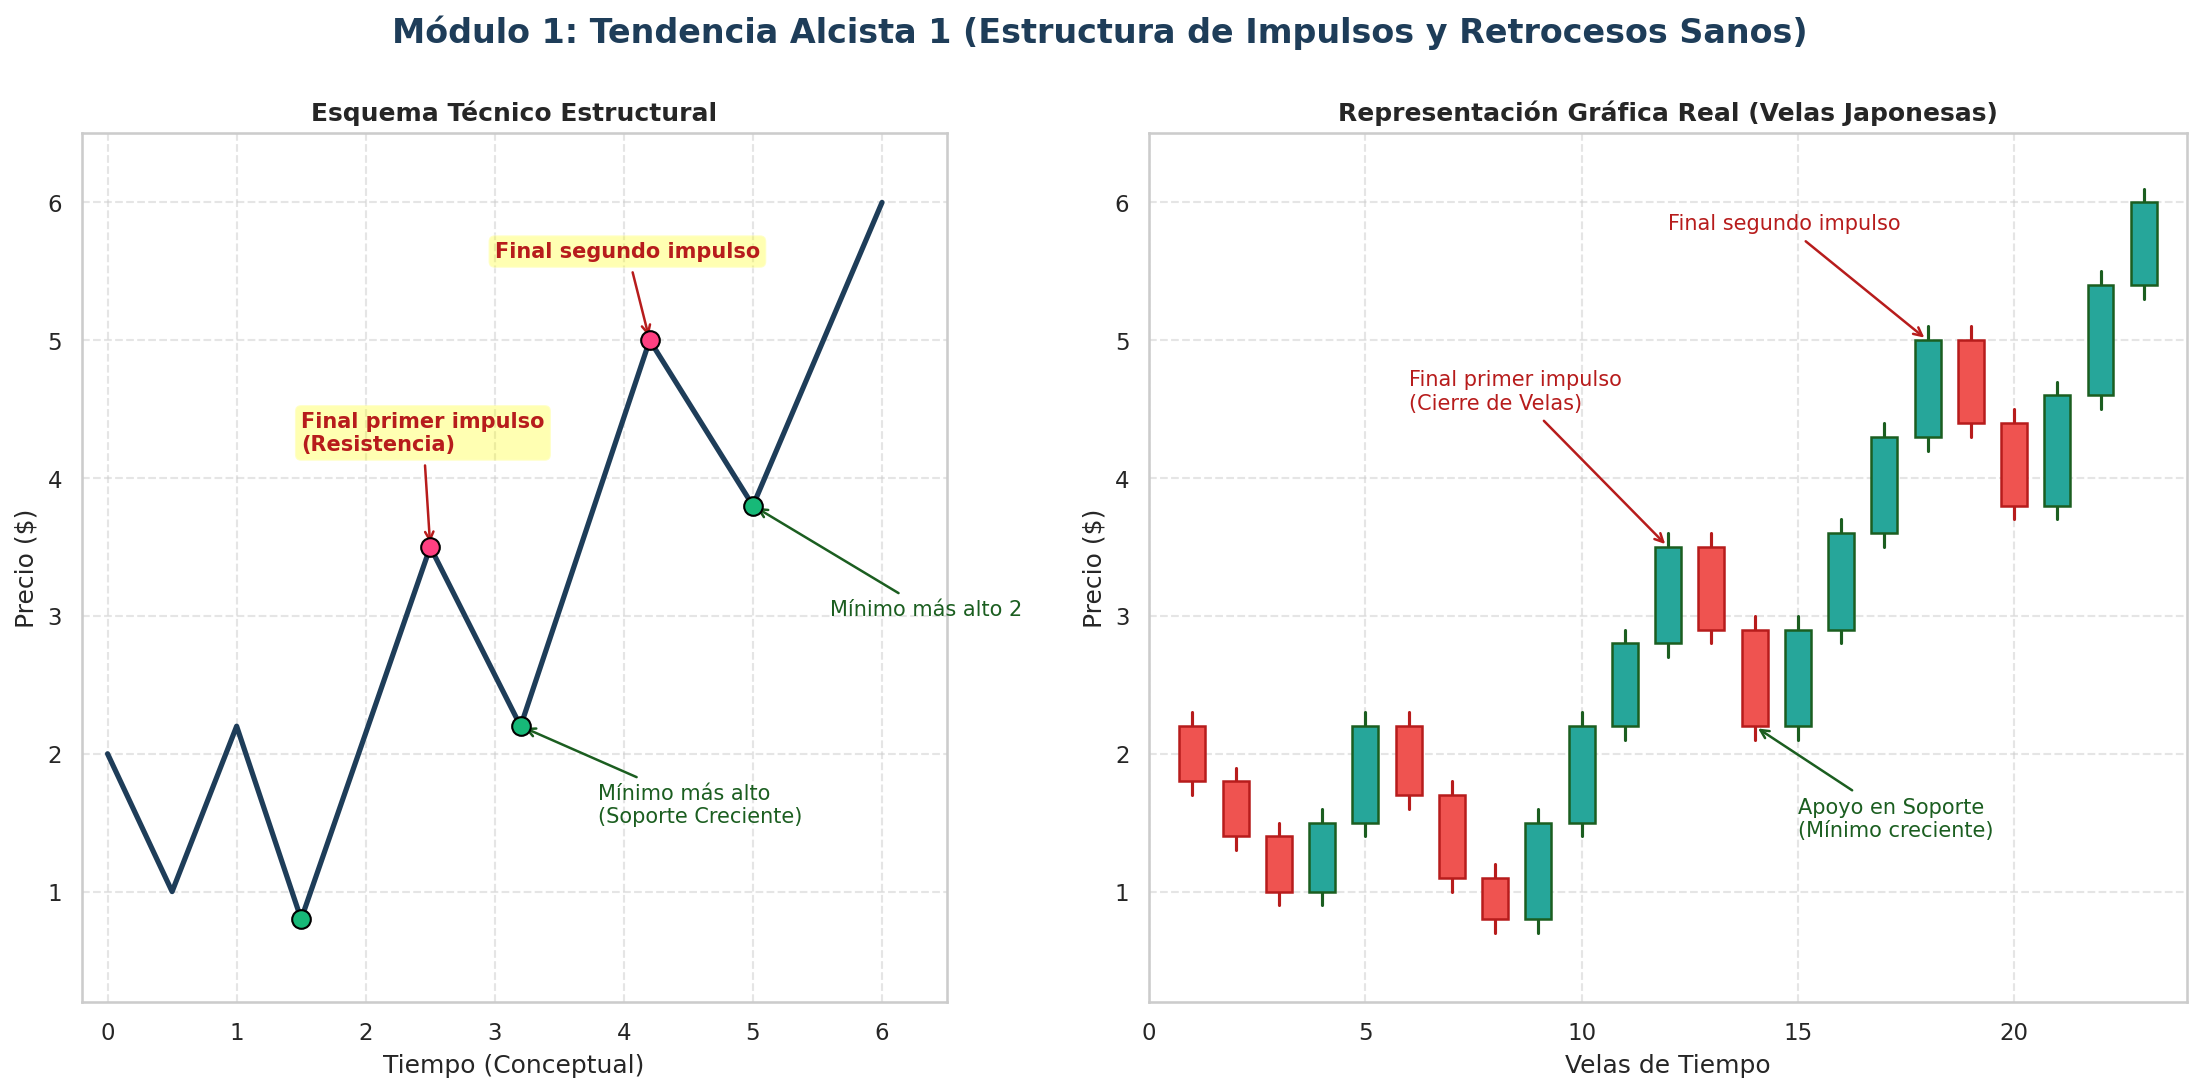 Módulo 1: Tendencia Alcista 1 (Estructura de Impulsos y Retrocesos Sanos)
Esquema Técnico Estructural
Precio ($)
6
5
4
3
2
1
Final segundo impulso
Final primer impulso
(Resistencia)
Mínimo más alto 2
Mínimo más alto
(Soporte Creciente)
0 1 2 3 4 5 6
Tiempo (Conceptual)
Representación Gráfica Real (Velas Japonesas)
Precio ($)
6
5
4
3
2
1
Final segundo impulso
Final primer impulso
(Cierre de Velas)
Apoyo en Soporte
(Mínimo creciente)
0 5 10 15 20
Velas de Tiempo